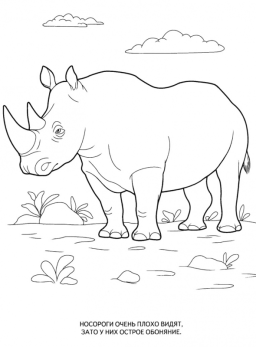 НОСОРОГИ ОЧЕНЬ ПЛОХО ВИДЯТ,
ЗАТО У НИХ ОСТРОЕ ОБОНЯНИЕ.